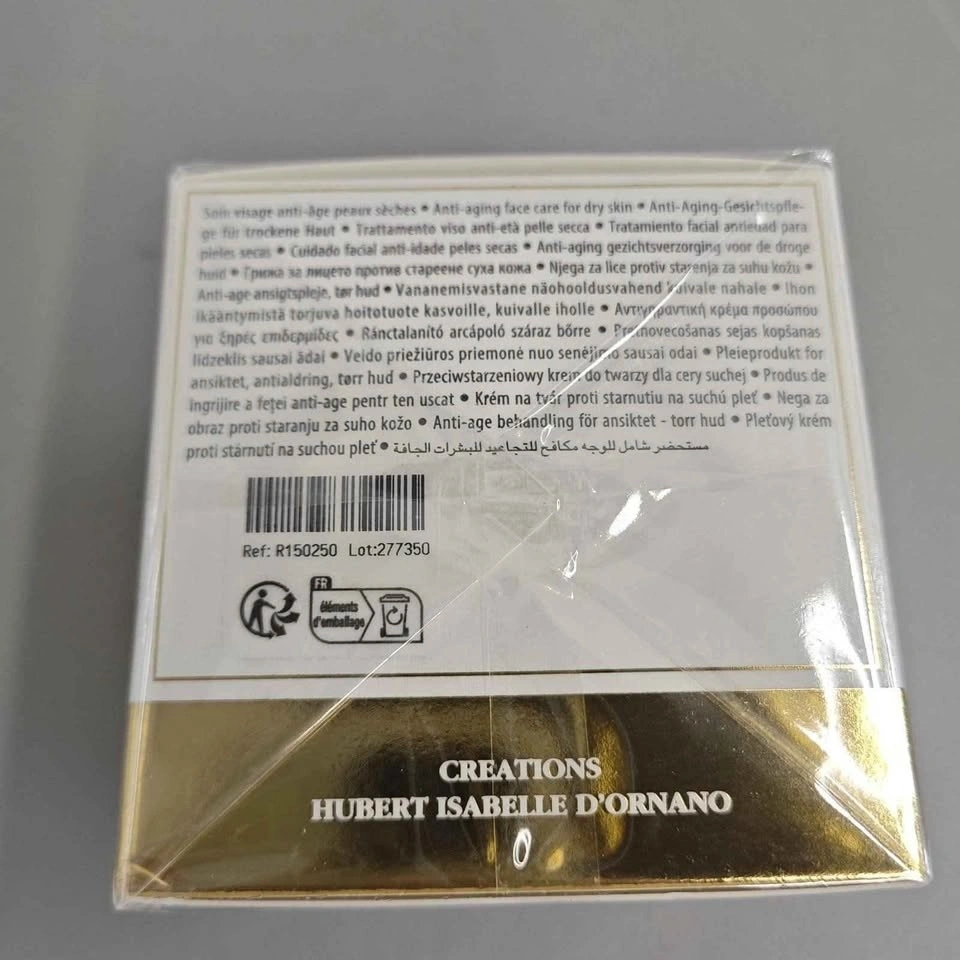 Soin visage anti-âge peaux sèches • Anti-aging face care for dry skin • Anti-Aging-Gesichtspfle-
ge für trockene Haut • Trattamento viso anti-età pelle secca • Tratamiento facial antiedad para
pieles secas • Cuidado facial anti-idade peles secas • Anti-aging gezichtsverzorging voor de droge
huid • Грижа за лицето против стареене суха кожа • Njega za lice protiv starenja za suhu kožu •
Anti-age ansigtspleje, tør hud • Vananemisvastane näohooldusvahend kuivale nahale • Ihon
ikääntymistä torjuva hoitotuote kasvoille, kuivalle iholle • Αντιγηραντική κρέμα προσώπου
για ξηρές επιδερμίδες • Ránctalanító arcápoló száraz bőrre • Pretnovecošanas sejas kopšanas
līdzeklis sausai ādai • Veido priežiūros priemonė nuo senėjimo sausai odai • Pleieprodukt for
ansiktet, antialdring, tørr hud • Przeciwstarzeniowy krem do twarzy dla cery suchej • Produs de
îngrijire a feței anti-age pentr ten uscat • Krém na tvár proti starnutiu na suchú pleť • Nega za
obraz proti staranju za suho kožo • Anti-age behandling för ansiktet - torr hud • Pleťový krém
proti stárnutí na suchou pleť • مستحضر شامل للوجه مكافح للتجاعيد للبشرات الجافة
Ref: R150250 Lot:277350
FR
éléments
d'emballage
CREATIONS
HUBERT ISABELLE D'ORNANO